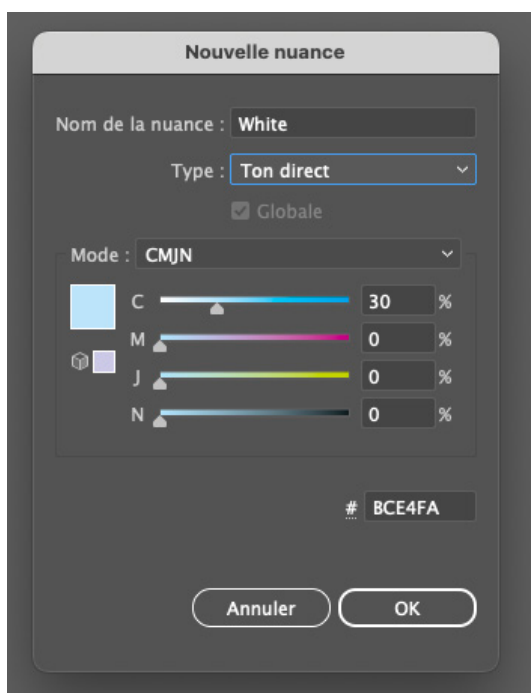 Nouvelle nuance
Nom de la nuance : White
Type : Ton direct
Globale
Mode : CMJN
C 30 %
M 0 %
J 0 %
N 0 %
# BCE4FA
Annuler OK